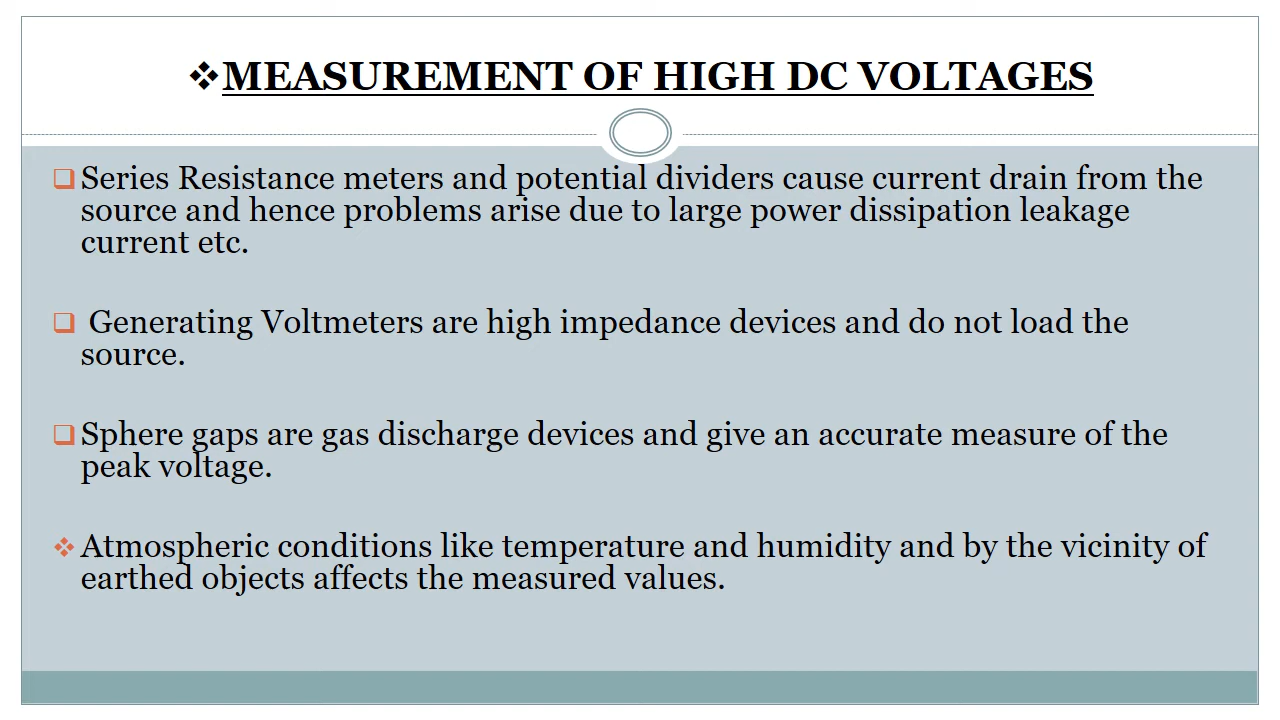 ❖MEASUREMENT OF HIGH DC VOLTAGES
❑Series Resistance meters and potential dividers cause current drain from the
source and hence problems arise due to large power dissipation leakage
current etc.
❑ Generating Voltmeters are high impedance devices and do not load the
source.
❑Sphere gaps are gas discharge devices and give an accurate measure of the
peak voltage.
❖Atmospheric conditions like temperature and humidity and by the vicinity of
earthed objects affects the measured values.